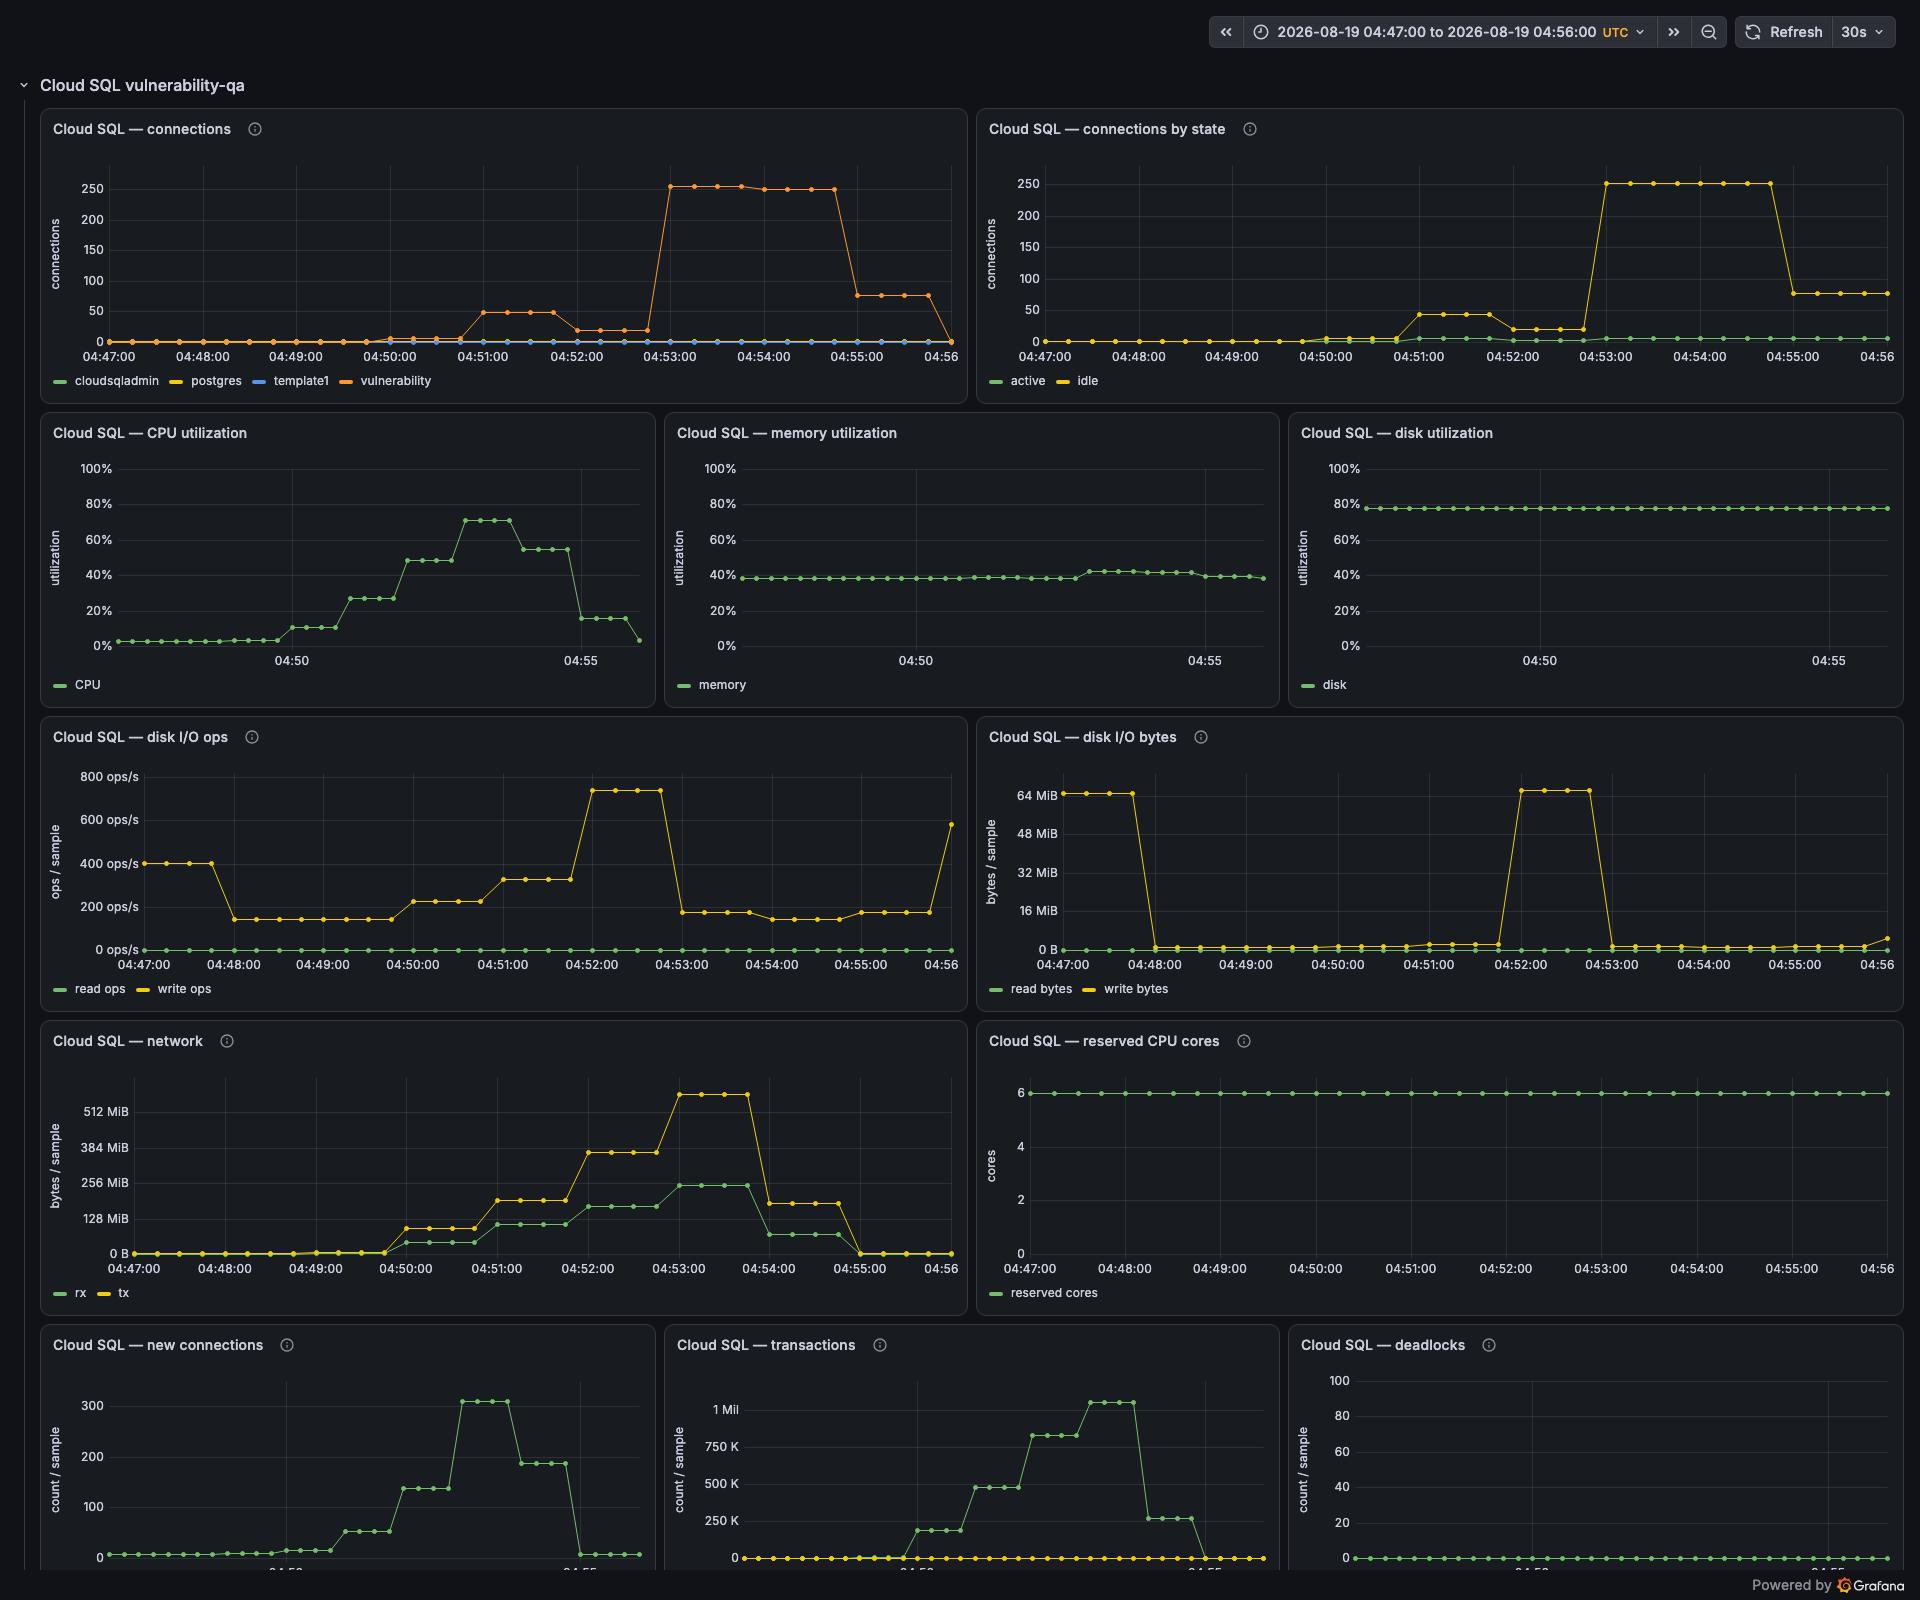 2026-08-19 04:47:00 to 2026-08-19 04:56:00 UTC
Refresh
30s
Cloud SQL vulnerability-qa
Cloud SQL — connections
connections
250
200
150
100
50
0
04:47:00 04:48:00 04:49:00 04:50:00 04:51:00 04:52:00 04:53:00 04:54:00 04:55:00 04:56
cloudsqladmin postgres template1 vulnerability
Cloud SQL — connections by state
connections
250
200
150
100
50
0
04:47:00 04:48:00 04:49:00 04:50:00 04:51:00 04:52:00 04:53:00 04:54:00 04:55:00 04:56
active idle
Cloud SQL — CPU utilization
utilization
100%
80%
60%
40%
20%
0%
04:50 04:55
CPU
Cloud SQL — memory utilization
utilization
100%
80%
60%
40%
20%
0%
04:50 04:55
memory
Cloud SQL — disk utilization
utilization
100%
80%
60%
40%
20%
0%
04:50 04:55
disk
Cloud SQL — disk I/O ops
ops / sample
800 ops/s
600 ops/s
400 ops/s
200 ops/s
0 ops/s
04:47:00 04:48:00 04:49:00 04:50:00 04:51:00 04:52:00 04:53:00 04:54:00 04:55:00 04:56
read ops write ops
Cloud SQL — disk I/O bytes
bytes / sample
64 MiB
48 MiB
32 MiB
16 MiB
0 B
04:47:00 04:48:00 04:49:00 04:50:00 04:51:00 04:52:00 04:53:00 04:54:00 04:55:00 04:56
read bytes write bytes
Cloud SQL — network
bytes / sample
512 MiB
384 MiB
256 MiB
128 MiB
0 B
04:47:00 04:48:00 04:49:00 04:50:00 04:51:00 04:52:00 04:53:00 04:54:00 04:55:00 04:56
rx tx
Cloud SQL — reserved CPU cores
cores
6
4
2
0
04:47:00 04:48:00 04:49:00 04:50:00 04:51:00 04:52:00 04:53:00 04:54:00 04:55:00 04:56
reserved cores
Cloud SQL — new connections
count / sample
300
200
100
0
Cloud SQL — transactions
count / sample
1 Mil
750 K
500 K
250 K
0
Cloud SQL — deadlocks
count / sample
100
80
60
40
20
0
Powered by Grafana